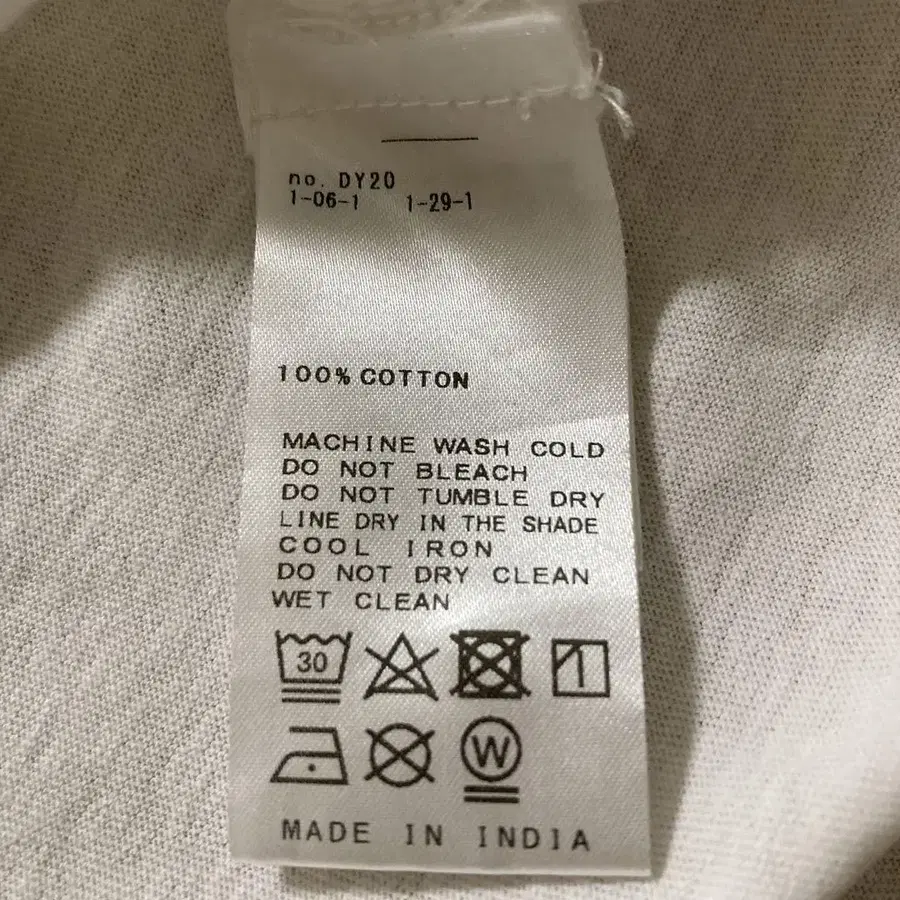 no. DY20
1-06-1 1-29-1
100% COTTON
MACHINE WASH COLD
DO NOT BLEACH
DO NOT TUMBLE DRY
LINE DRY IN THE SHADE
COOL IRON
DO NOT DRY CLEAN
WET CLEAN
30
W
MADE IN INDIA